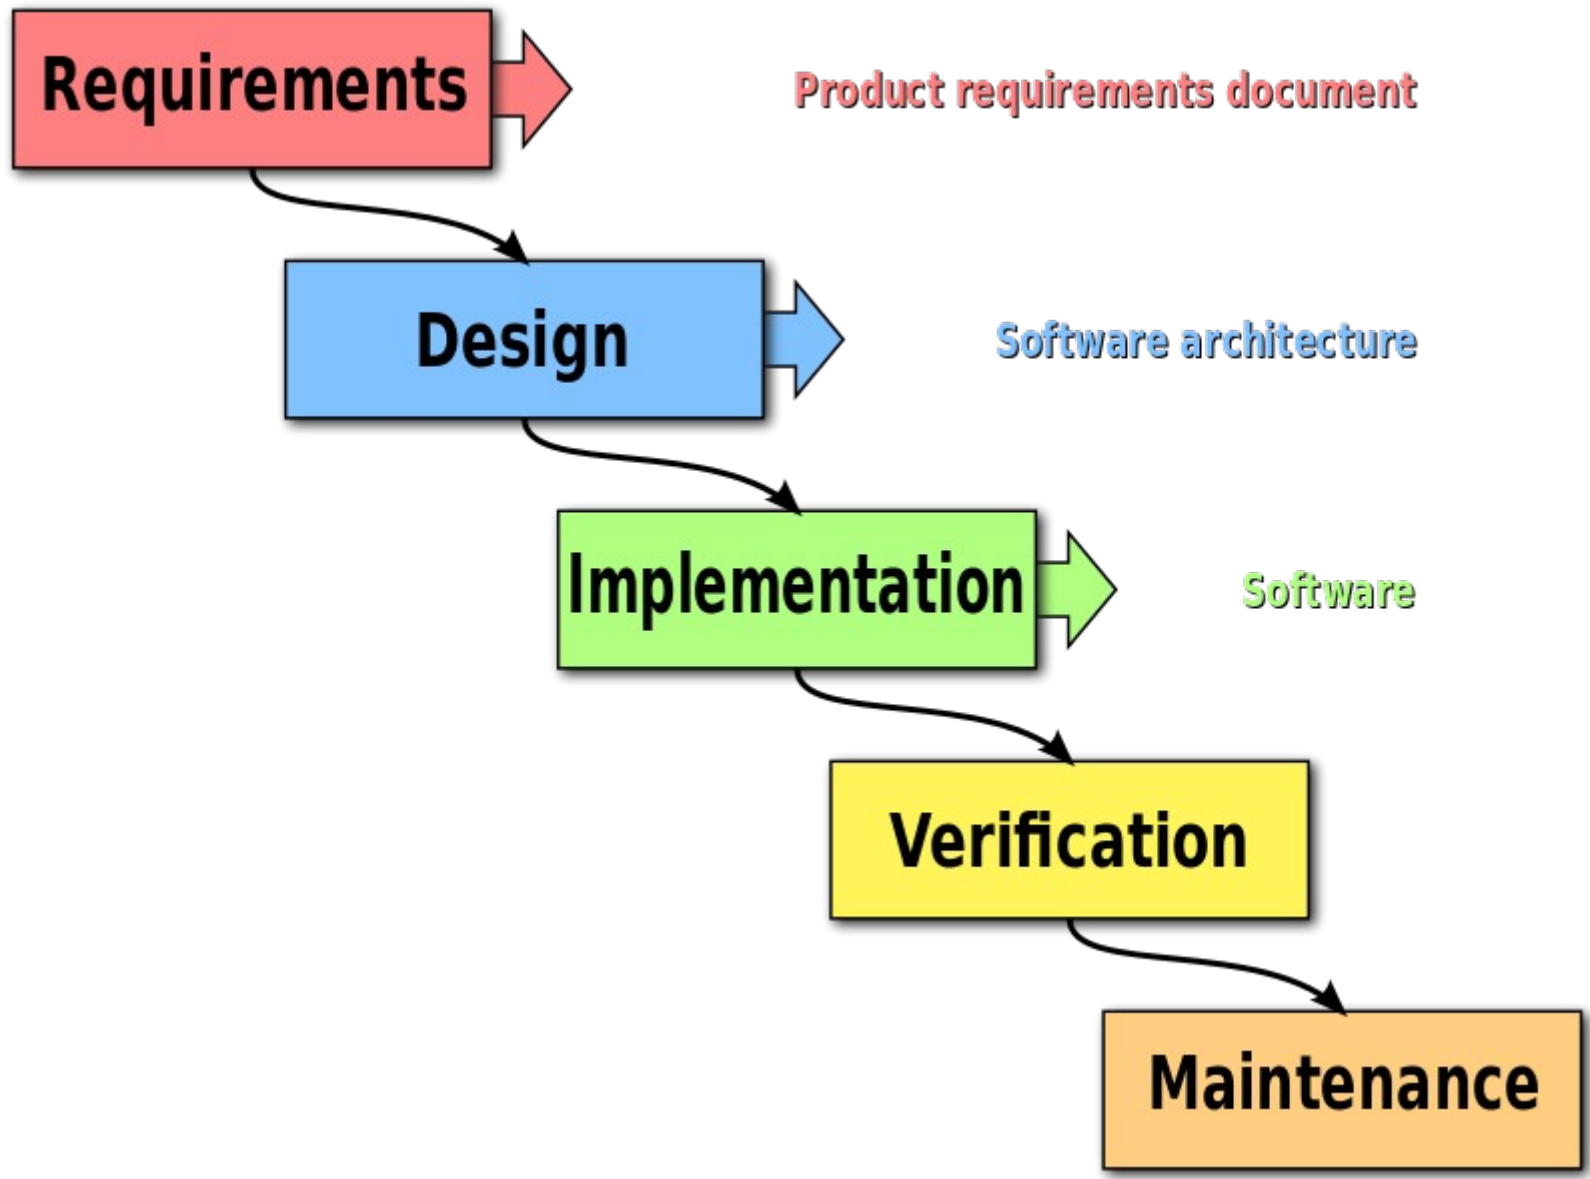 Requirements
Product requirements document
Design
Software architecture
Implementation
Software
Verification
Maintenance